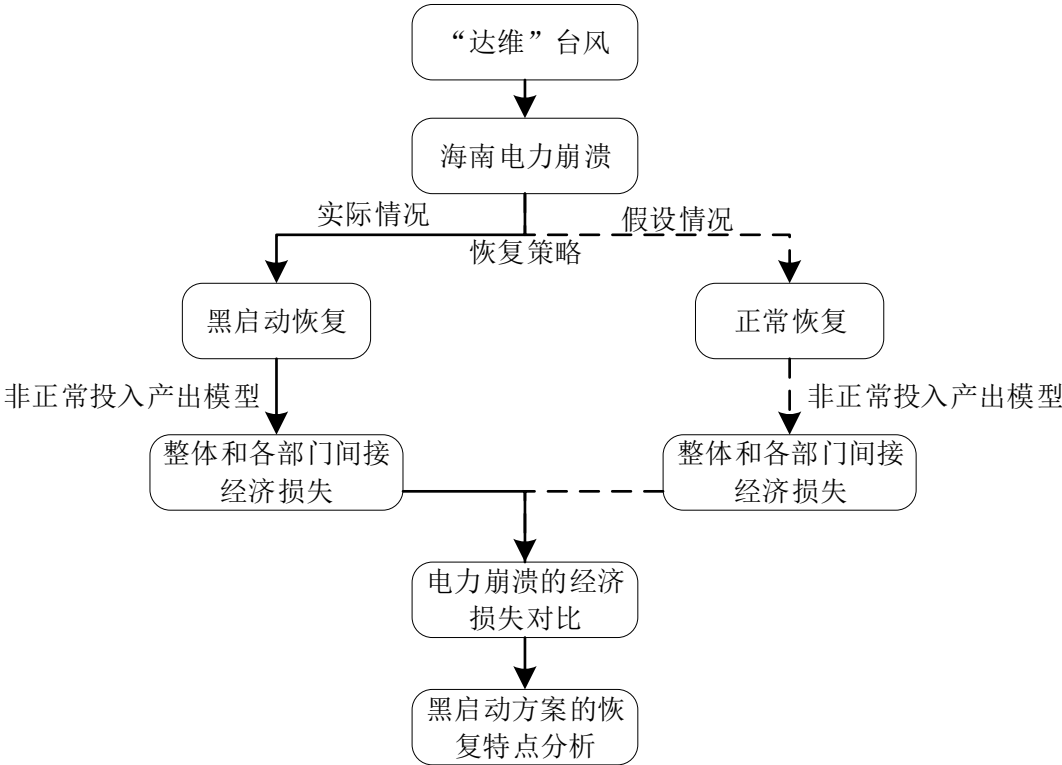 “达维”台风
海南电力崩溃
实际情况
假设情况
恢复策略
黑启动恢复
正常恢复
非正常投入产出模型
非正常投入产出模型
整体和各部门间接
经济损失
整体和各部门间接
经济损失
电力崩溃的经济
损失对比
黑启动方案的恢
复特点分析